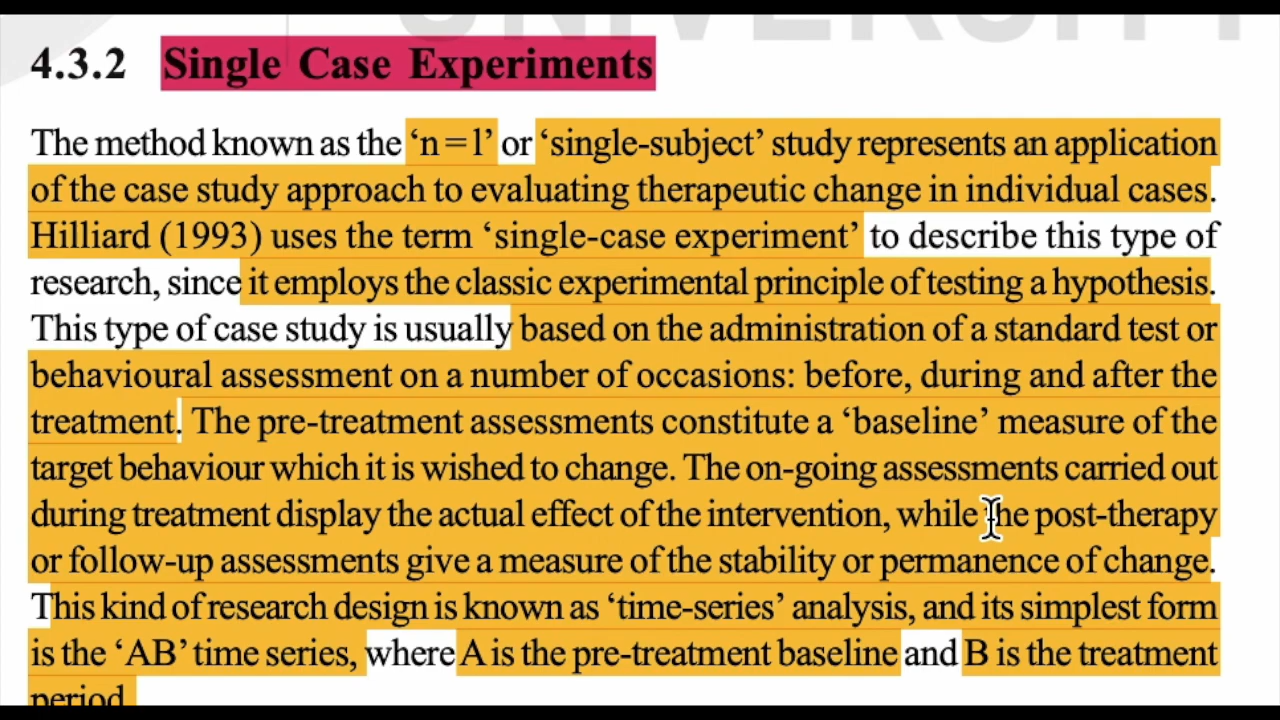 UNIVERSITY
4.3.2 Single Case Experiments
The method known as the ‘n=l’ or ‘single-subject’ study represents an application
of the case study approach to evaluating therapeutic change in individual cases.
Hilliard (1993) uses the term ‘single-case experiment’ to describe this type of
research, since it employs the classic experimental principle of testing a hypothesis.
This type of case study is usually based on the administration of a standard test or
behavioural assessment on a number of occasions: before, during and after the
treatment. The pre-treatment assessments constitute a ‘baseline’ measure of the
target behaviour which it is wished to change. The on-going assessments carried out
during treatment display the actual effect of the intervention, while the post-therapy
or follow-up assessments give a measure of the stability or permanence of change.
This kind of research design is known as ‘time-series’ analysis, and its simplest form
is the ‘AB’ time series, where A is the pre-treatment baseline and B is the treatment
period.